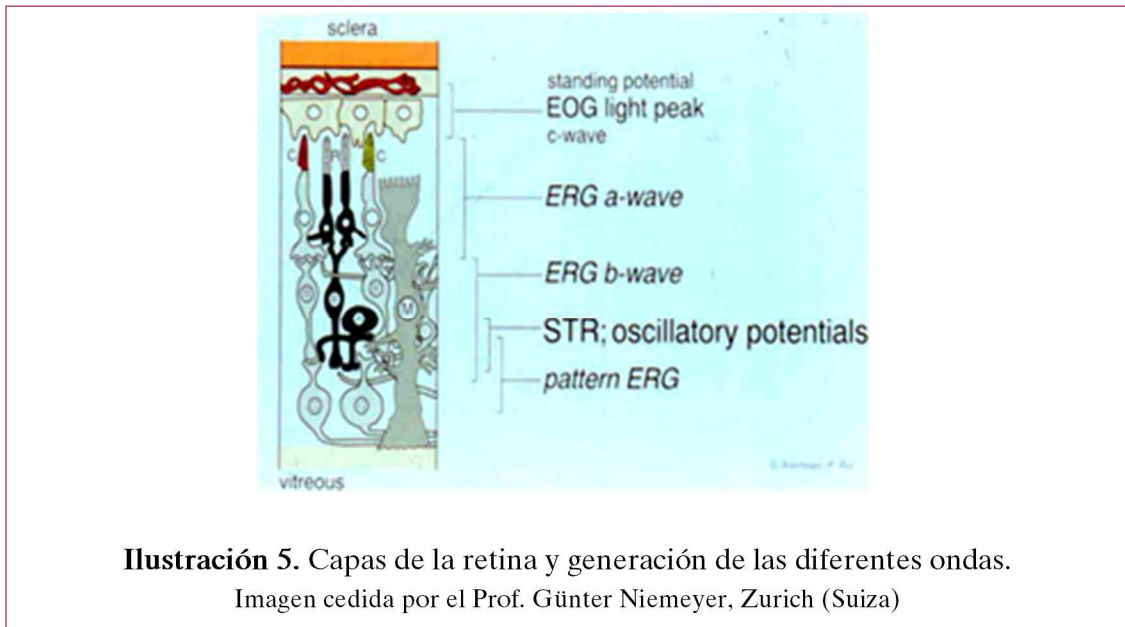 sclera
standing potential
EOG light peak
c-wave
C R C
ERG a-wave
ERG b-wave
M
STR; oscillatory potentials
pattern ERG
vitreous
Ilustración 5. Capas de la retina y generación de las diferentes ondas.
Imagen cedida por el Prof. Günter Niemeyer, Zurich (Suiza)